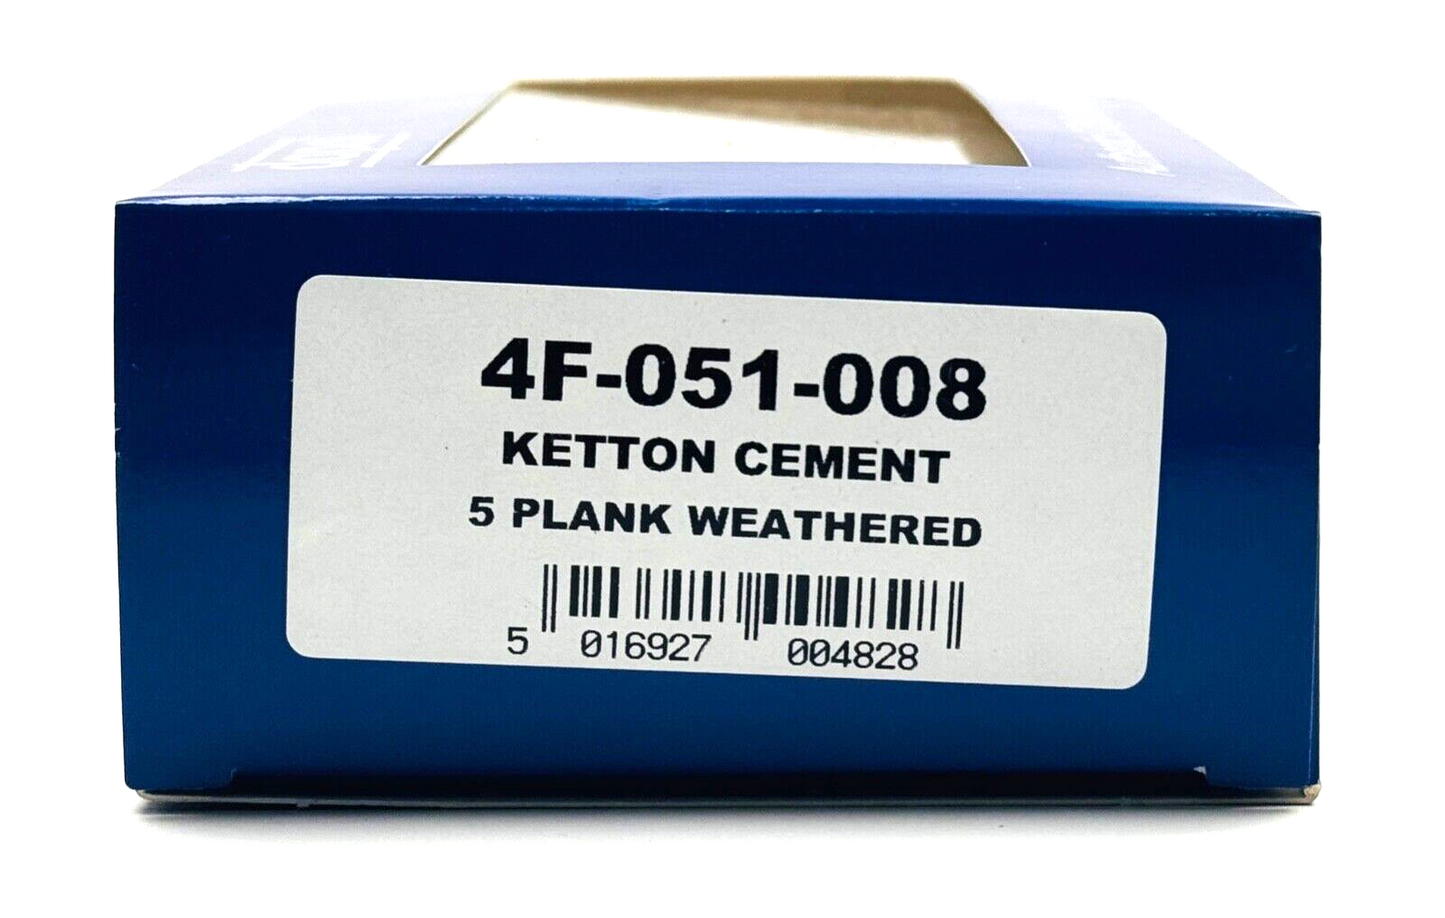 4F-051-008
KETTON CEMENT
5 PLANK WEATHERED
5 016927 004828